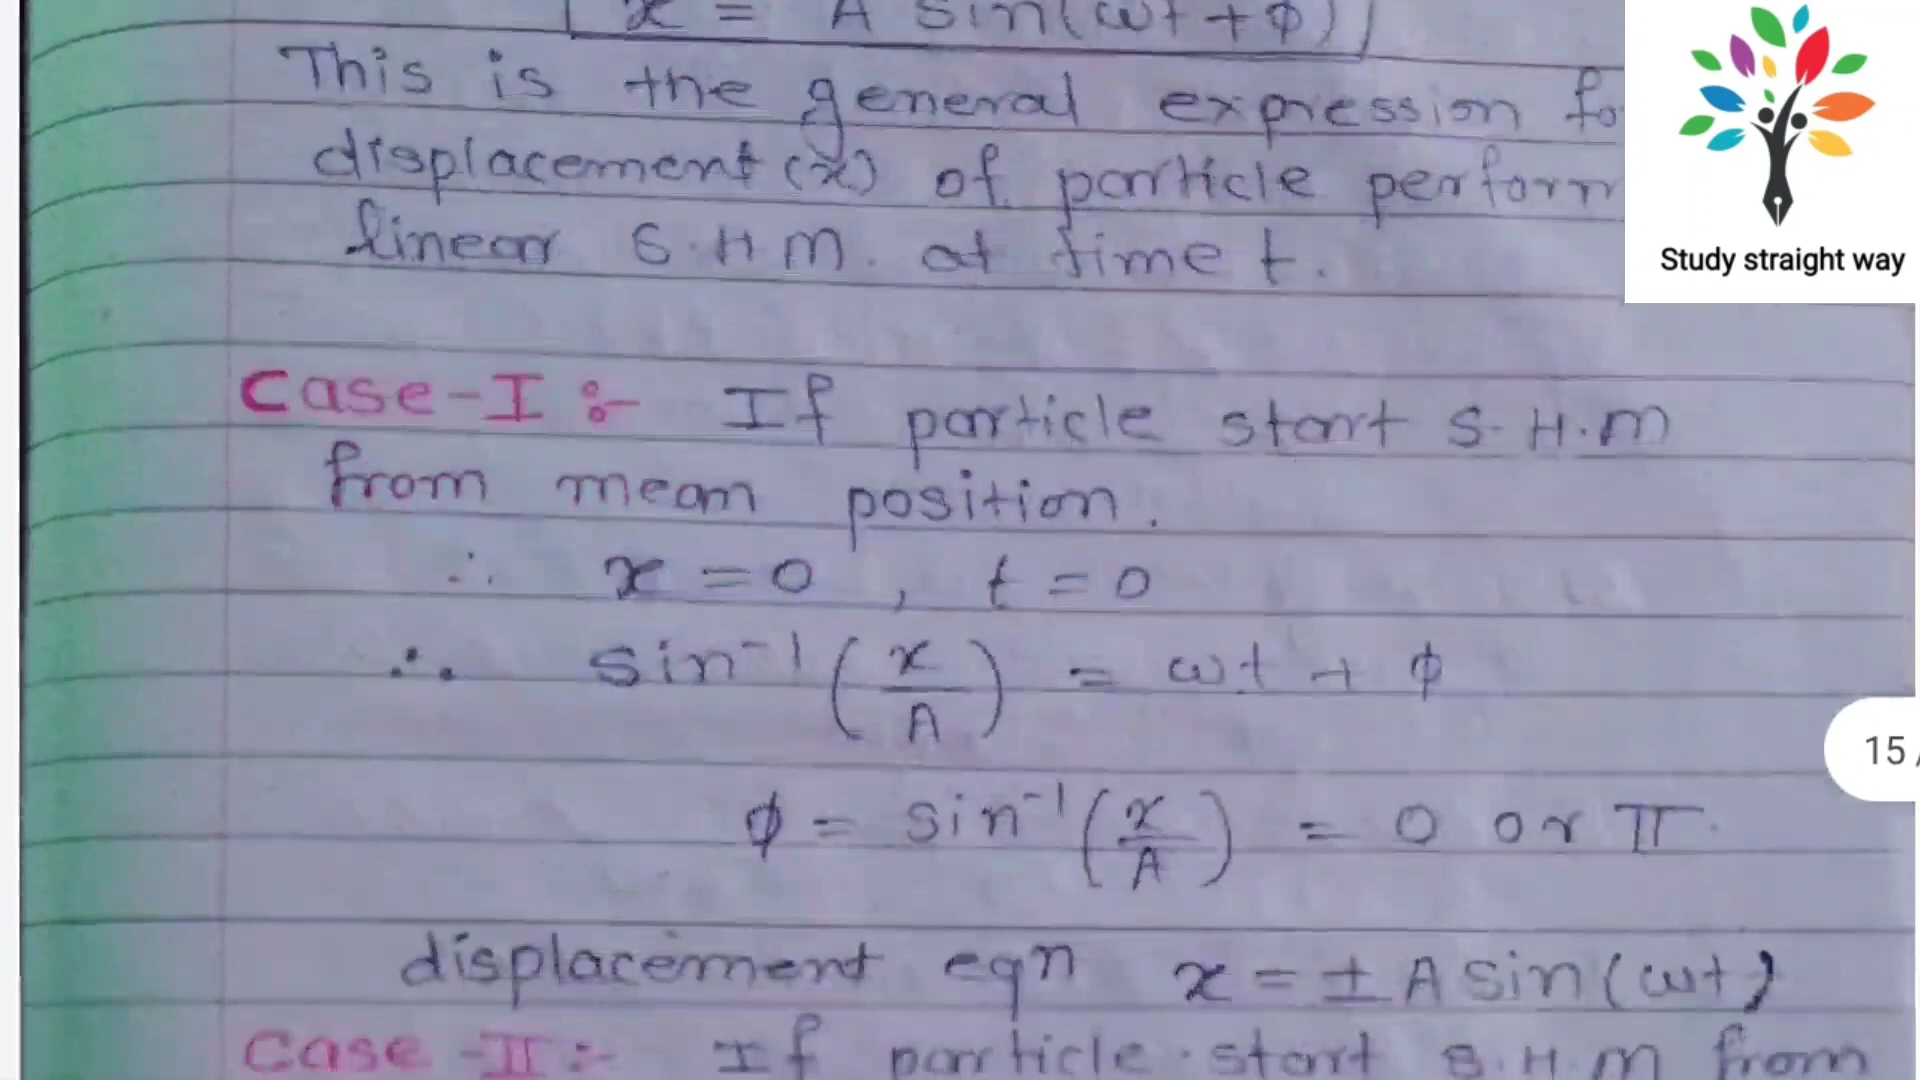 x = A sin(ωt + φ)
This is the general expression fo
displacement (x) of particle perform
linear S.H.M. at time t.
Study straight way
Case-I :- If particle start S.H.M
from mean position.
∴ x = 0 , t = 0
∴ sin⁻¹ (x/A) = ωt + φ
15 /
φ = sin⁻¹ (x/A) = 0 or π.
displacement eqn x = ± A sin(ωt)
Case -II :- If particle start S.H.M from